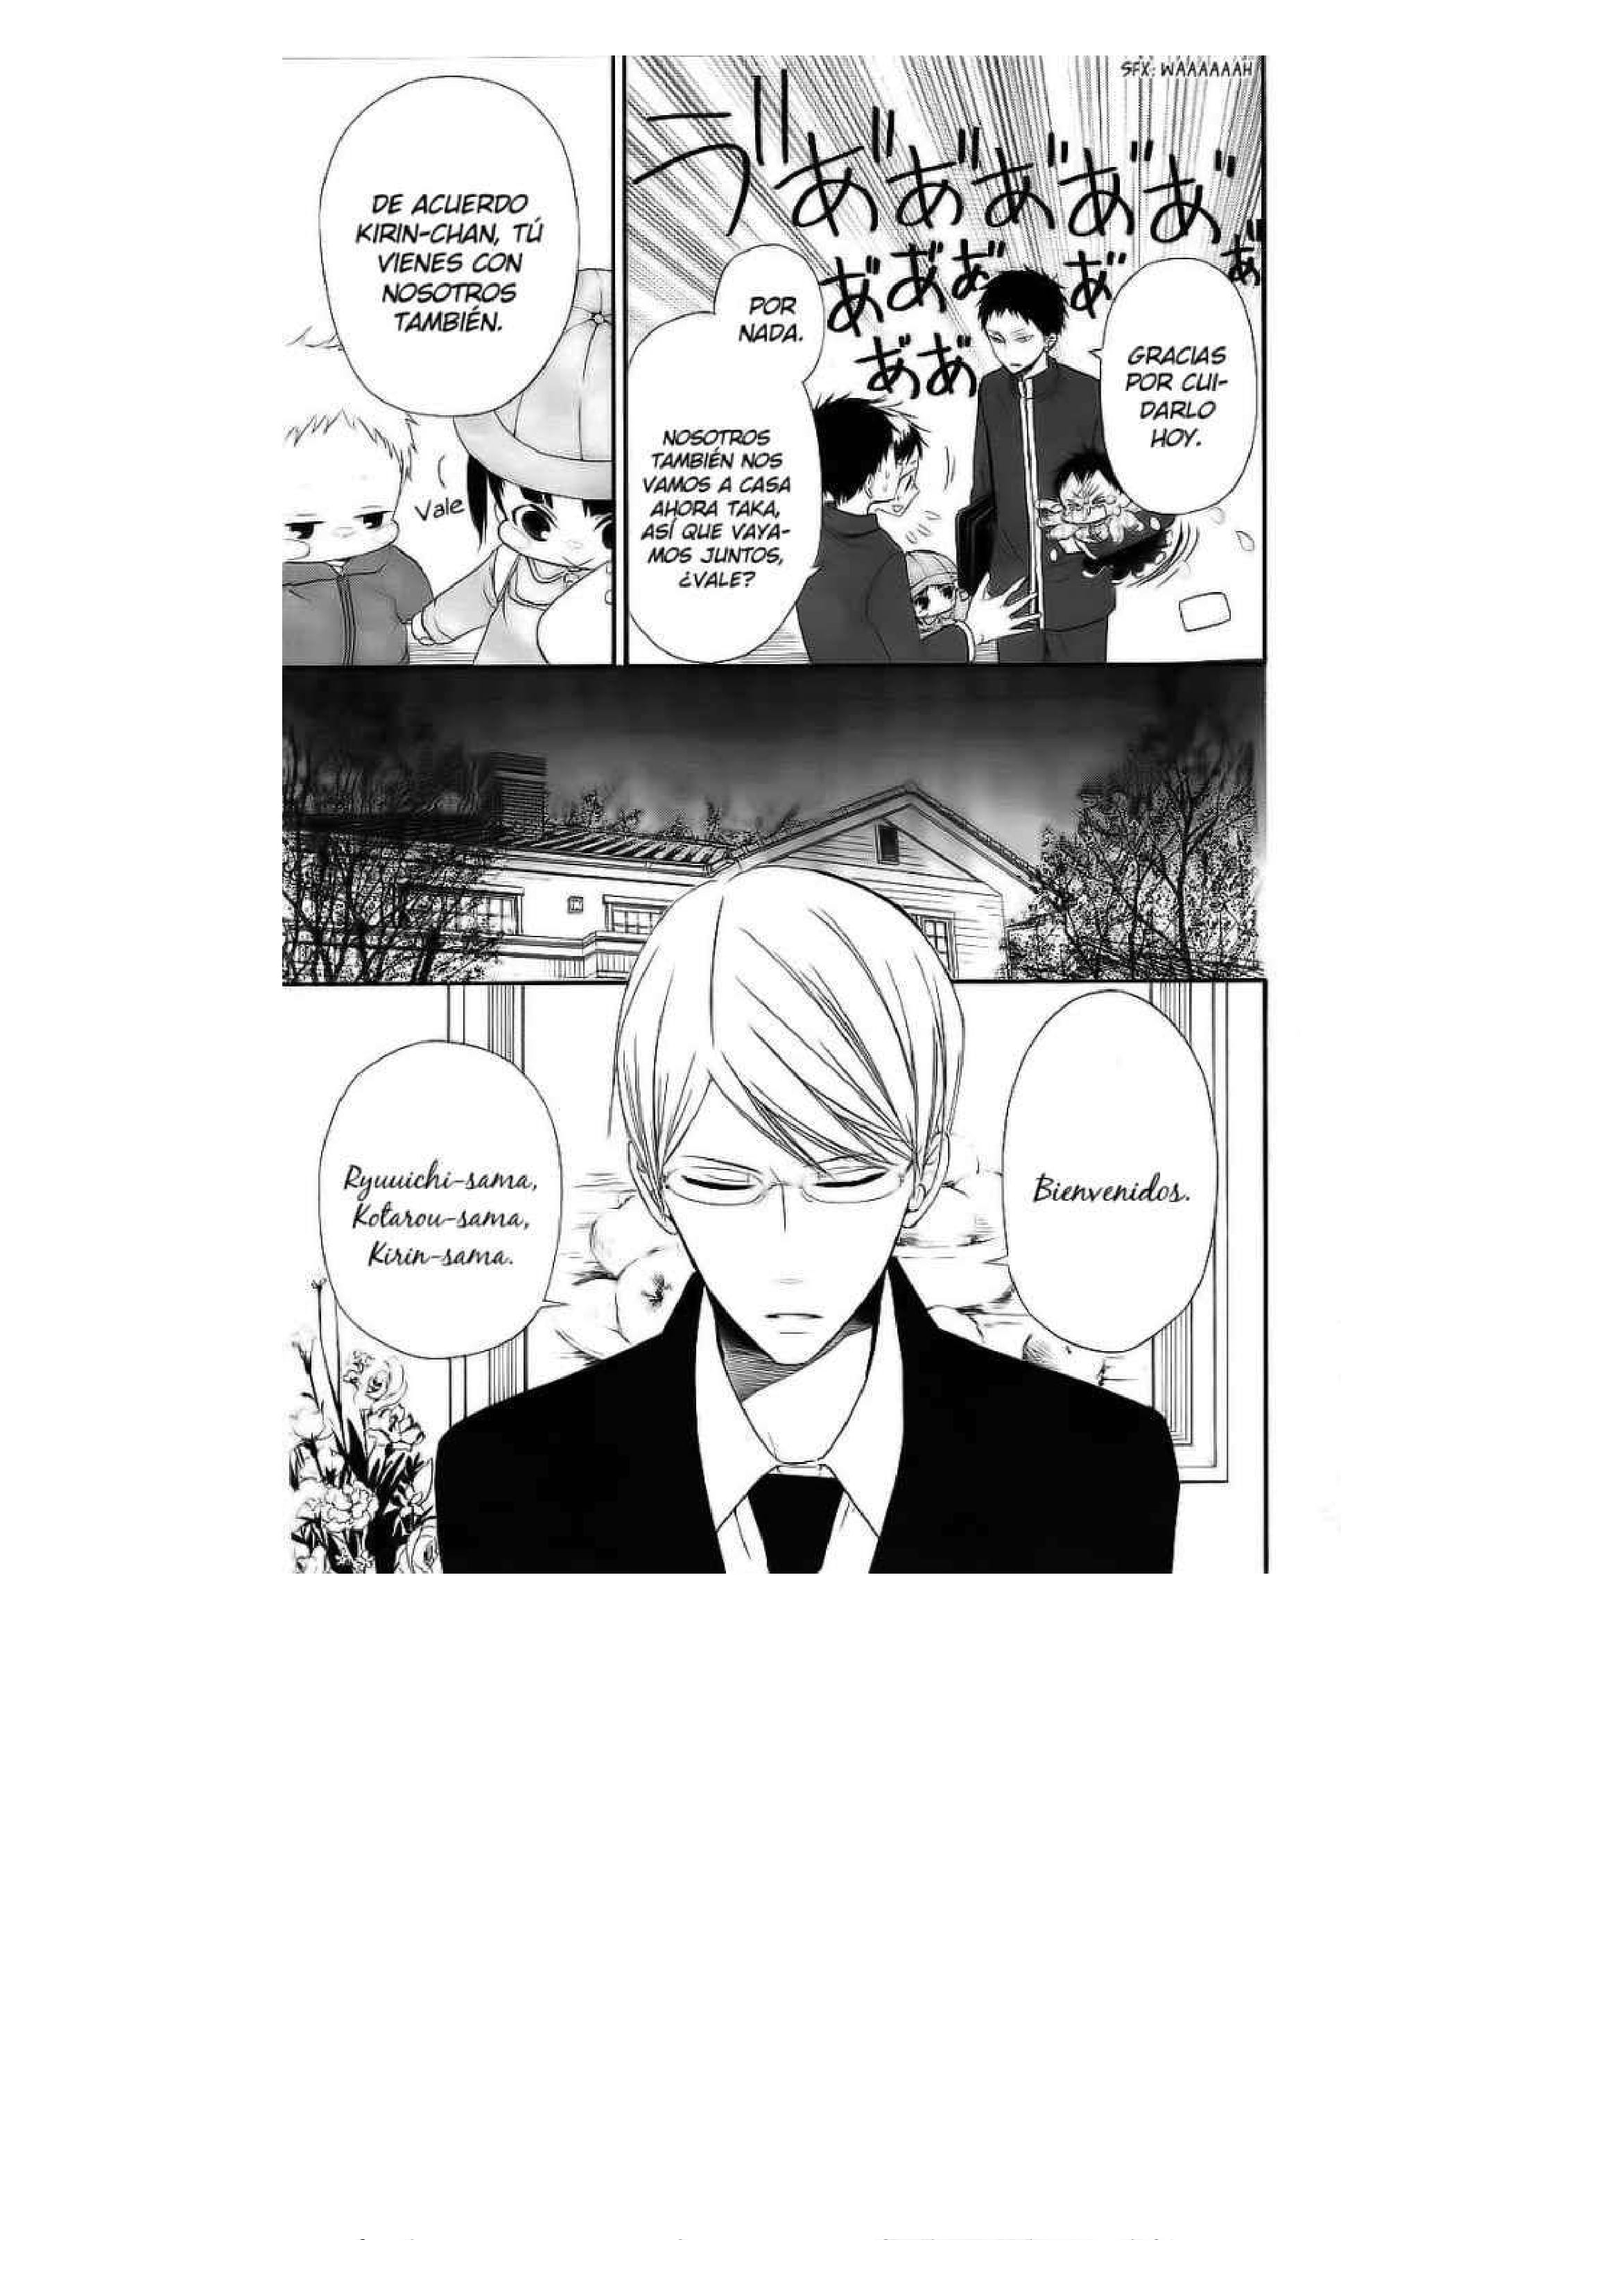 SFX: WAAAAAAH
ゔあ゙あ゙あ゙あ゙あ゙あ゙
あ゙あ゙あ゙あ゙
あ゙あ゙
GRACIAS
POR CUI-
DARLO
HOY.
POR
NADA.
NOSOTROS
TAMBIÉN NOS
VAMOS A CASA
AHORA TAKA,
ASÍ QUE VAYA-
MOS JUNTOS,
¿VALE?
DE ACUERDO
KIRIN-CHAN, TÚ
VIENES CON
NOSOTROS
TAMBIÉN.
Vale
Bienvenidos.
Ryuuichi-sama,
Kotarou-sama,
Kirin-sama.